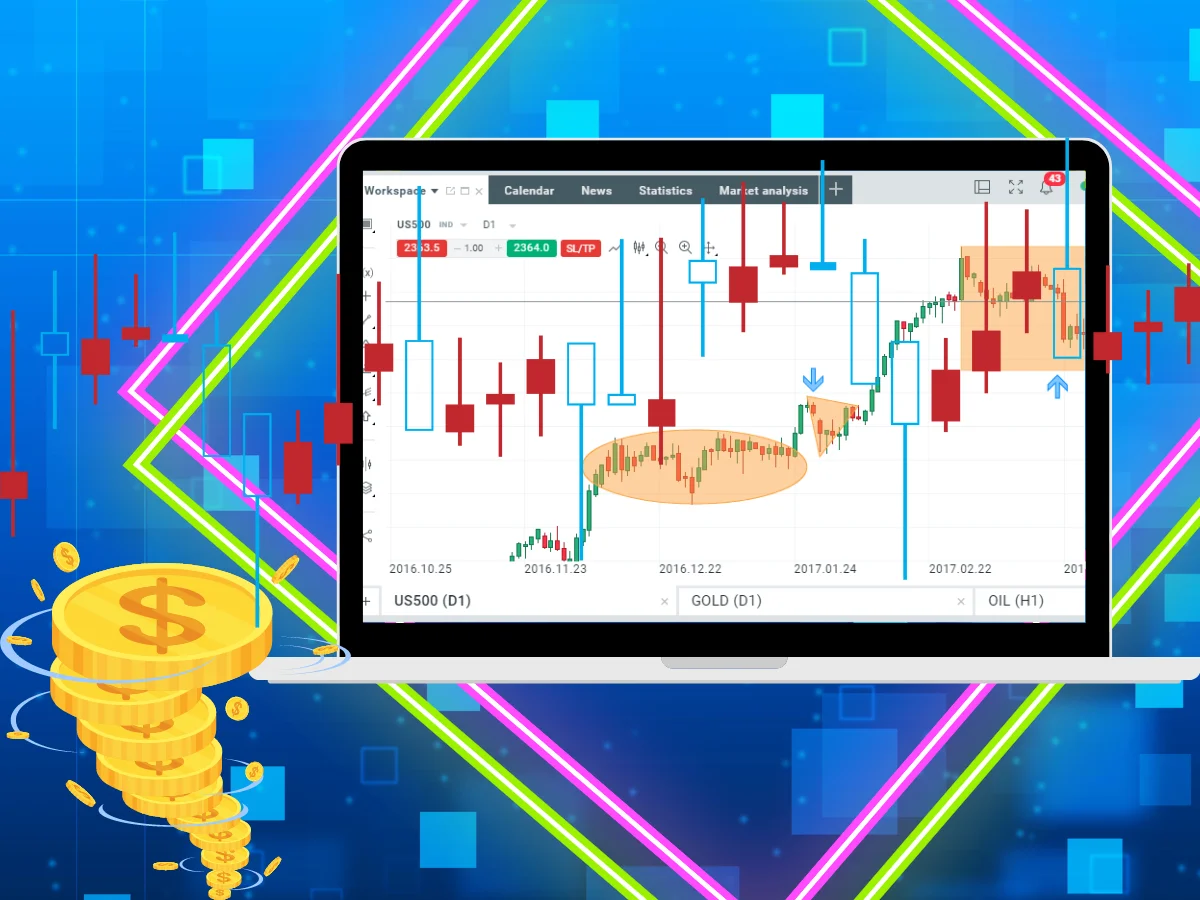 Workspace Calendar News Statistics Market analysis 43
US500 IND D1
2363.5 1.00 2364.0 SL/TP
2016.10.25 2016.11.23 2016.12.22 2017.01.24 2017.02.22 201
US500 (D1) GOLD (D1) OIL (H1)
$
$
$
$
$
$
$